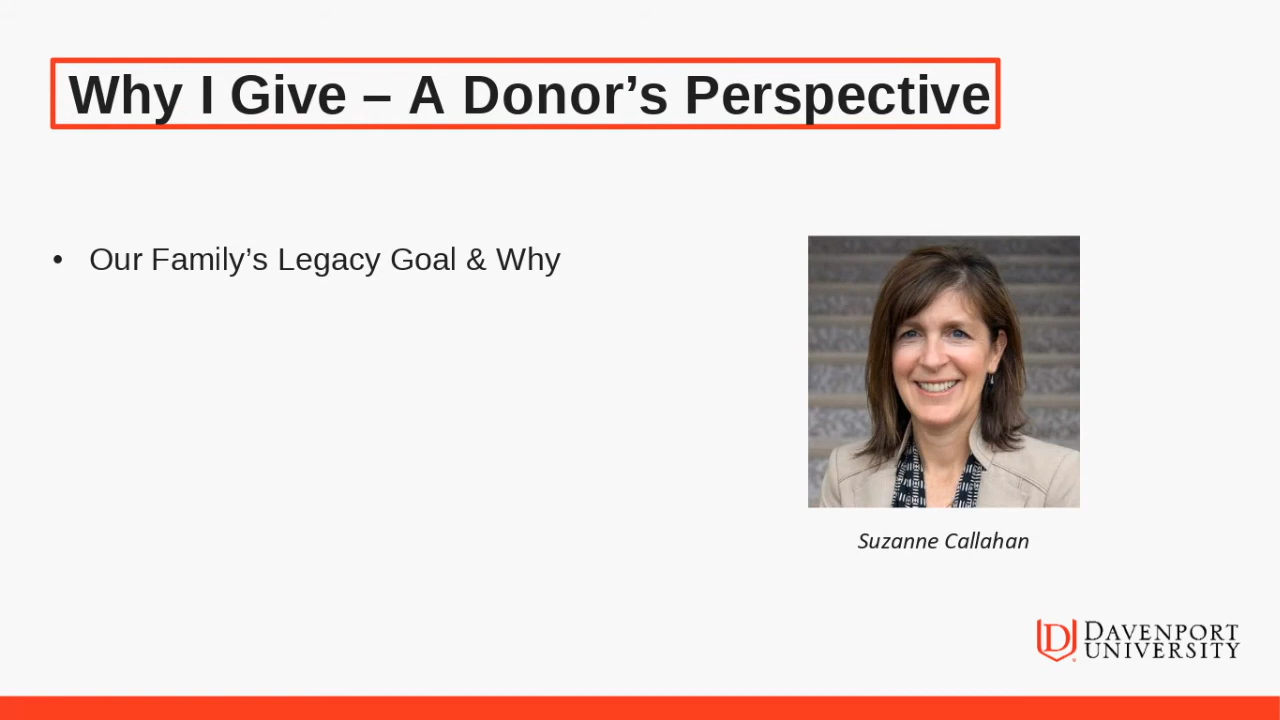 Why I Give – A Donor’s Perspective
• Our Family’s Legacy Goal & Why
Suzanne Callahan
D DAVENPORT
UNIVERSITY